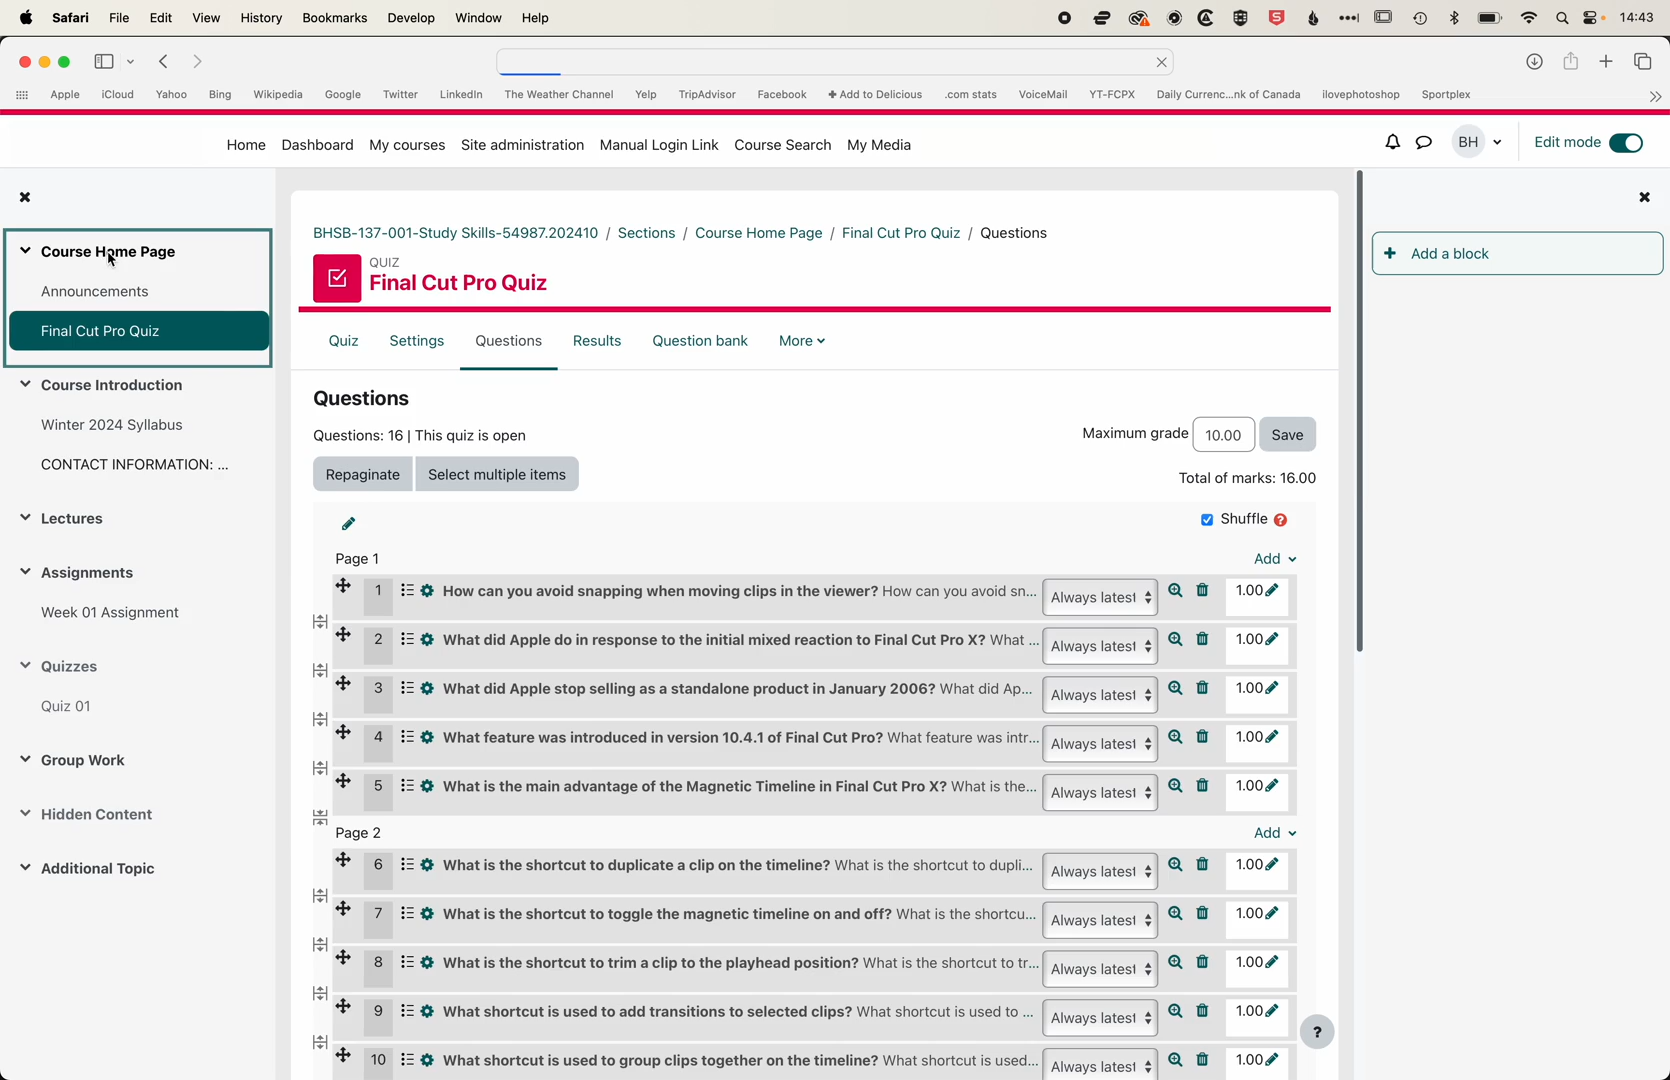 Safari File Edit View History Bookmarks Develop Window Help 14:43
Apple iCloud Yahoo Bing Wikipedia Google Twitter LinkedIn The Weather Channel Yelp TripAdvisor Facebook + Add to Delicious .com stats VoiceMail YT-FCPX Daily Currenc...nk of Canada ilovephotoshop Sportplex
Home Dashboard My courses Site administration Manual Login Link Course Search My Media BH Edit mode
Course Home Page
Announcements
Final Cut Pro Quiz
Course Introduction
Winter 2024 Syllabus
CONTACT INFORMATION: ...
Lectures
Assignments
Week 01 Assignment
Quizzes
Quiz 01
Group Work
Hidden Content
Additional Topic
BHSB-137-001-Study Skills-54987.202410 / Sections / Course Home Page / Final Cut Pro Quiz / Questions
QUIZ
Final Cut Pro Quiz
Quiz Settings Questions Results Question bank More
Questions
Questions: 16 | This quiz is open
Maximum grade 10.00 Save
Repaginate Select multiple items
Total of marks: 16.00
Shuffle ?
Page 1 Add
1 How can you avoid snapping when moving clips in the viewer? How can you avoid sn... Always latest 1.00
2 What did Apple do in response to the initial mixed reaction to Final Cut Pro X? What ... Always latest 1.00
3 What did Apple stop selling as a standalone product in January 2006? What did Ap... Always latest 1.00
4 What feature was introduced in version 10.4.1 of Final Cut Pro? What feature was intr... Always latest 1.00
5 What is the main advantage of the Magnetic Timeline in Final Cut Pro X? What is the... Always latest 1.00
Page 2 Add
6 What is the shortcut to duplicate a clip on the timeline? What is the shortcut to dupli... Always latest 1.00
7 What is the shortcut to toggle the magnetic timeline on and off? What is the shortcu... Always latest 1.00
8 What is the shortcut to trim a clip to the playhead position? What is the shortcut to tr... Always latest 1.00
9 What shortcut is used to add transitions to selected clips? What shortcut is used to ... Always latest 1.00
10 What shortcut is used to group clips together on the timeline? What shortcut is used... Always latest 1.00
?
+ Add a block